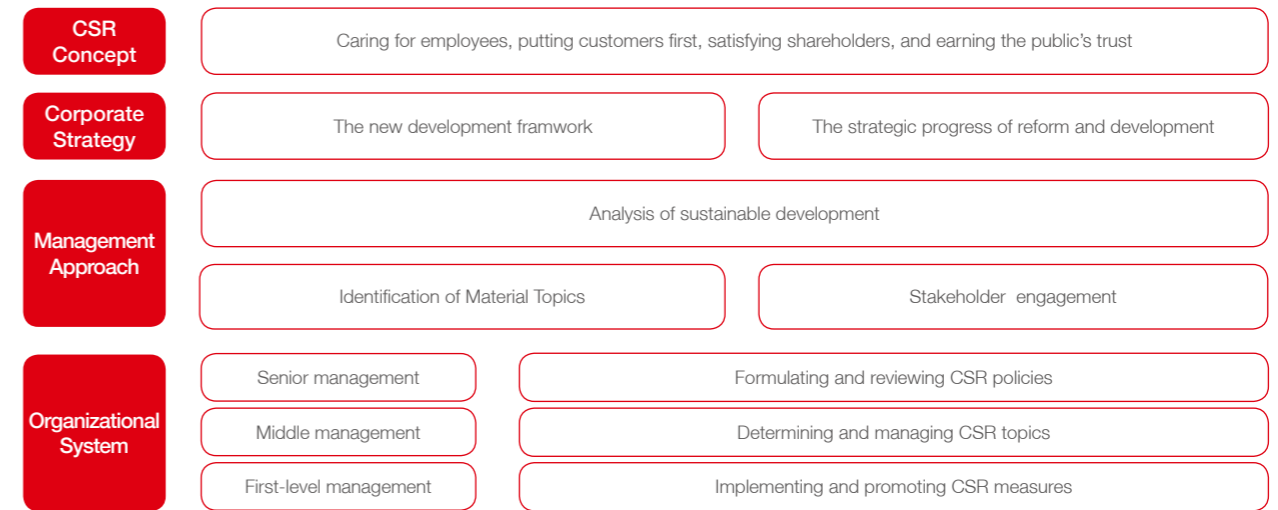 CSR
Concept
Caring for employees, putting customers first, satisfying shareholders, and earning the public's trust
Corporate
Strategy
The new development framwork
The strategic progress of reform and development
Management
Approach
Analysis of sustainable development
Identification of Material Topics
Stakeholder engagement
Organizational
System
Senior management
Formulating and reviewing CSR policies
Middle management
Determining and managing CSR topics
First-level management
Implementing and promoting CSR measures